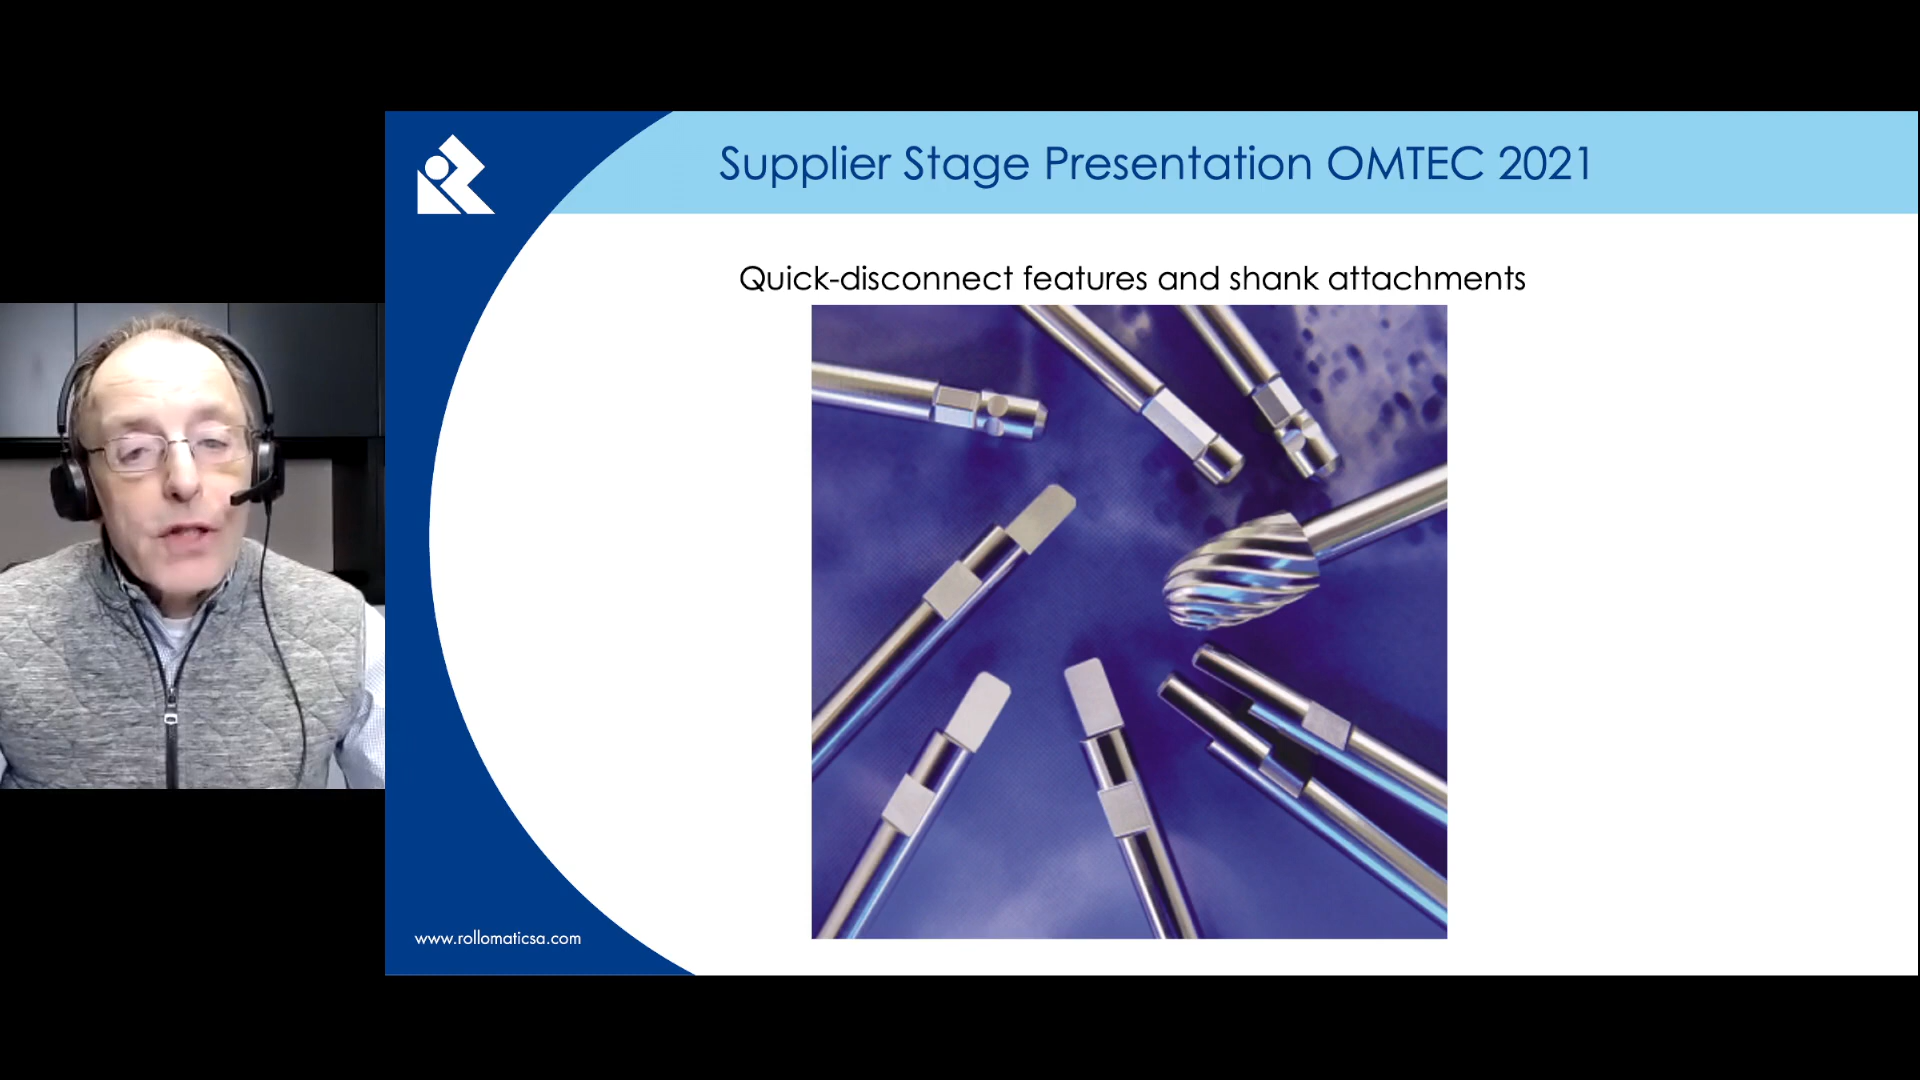 Supplier Stage Presentation OMTEC 2021
Quick-disconnect features and shank attachments
www.rollomaticsa.com